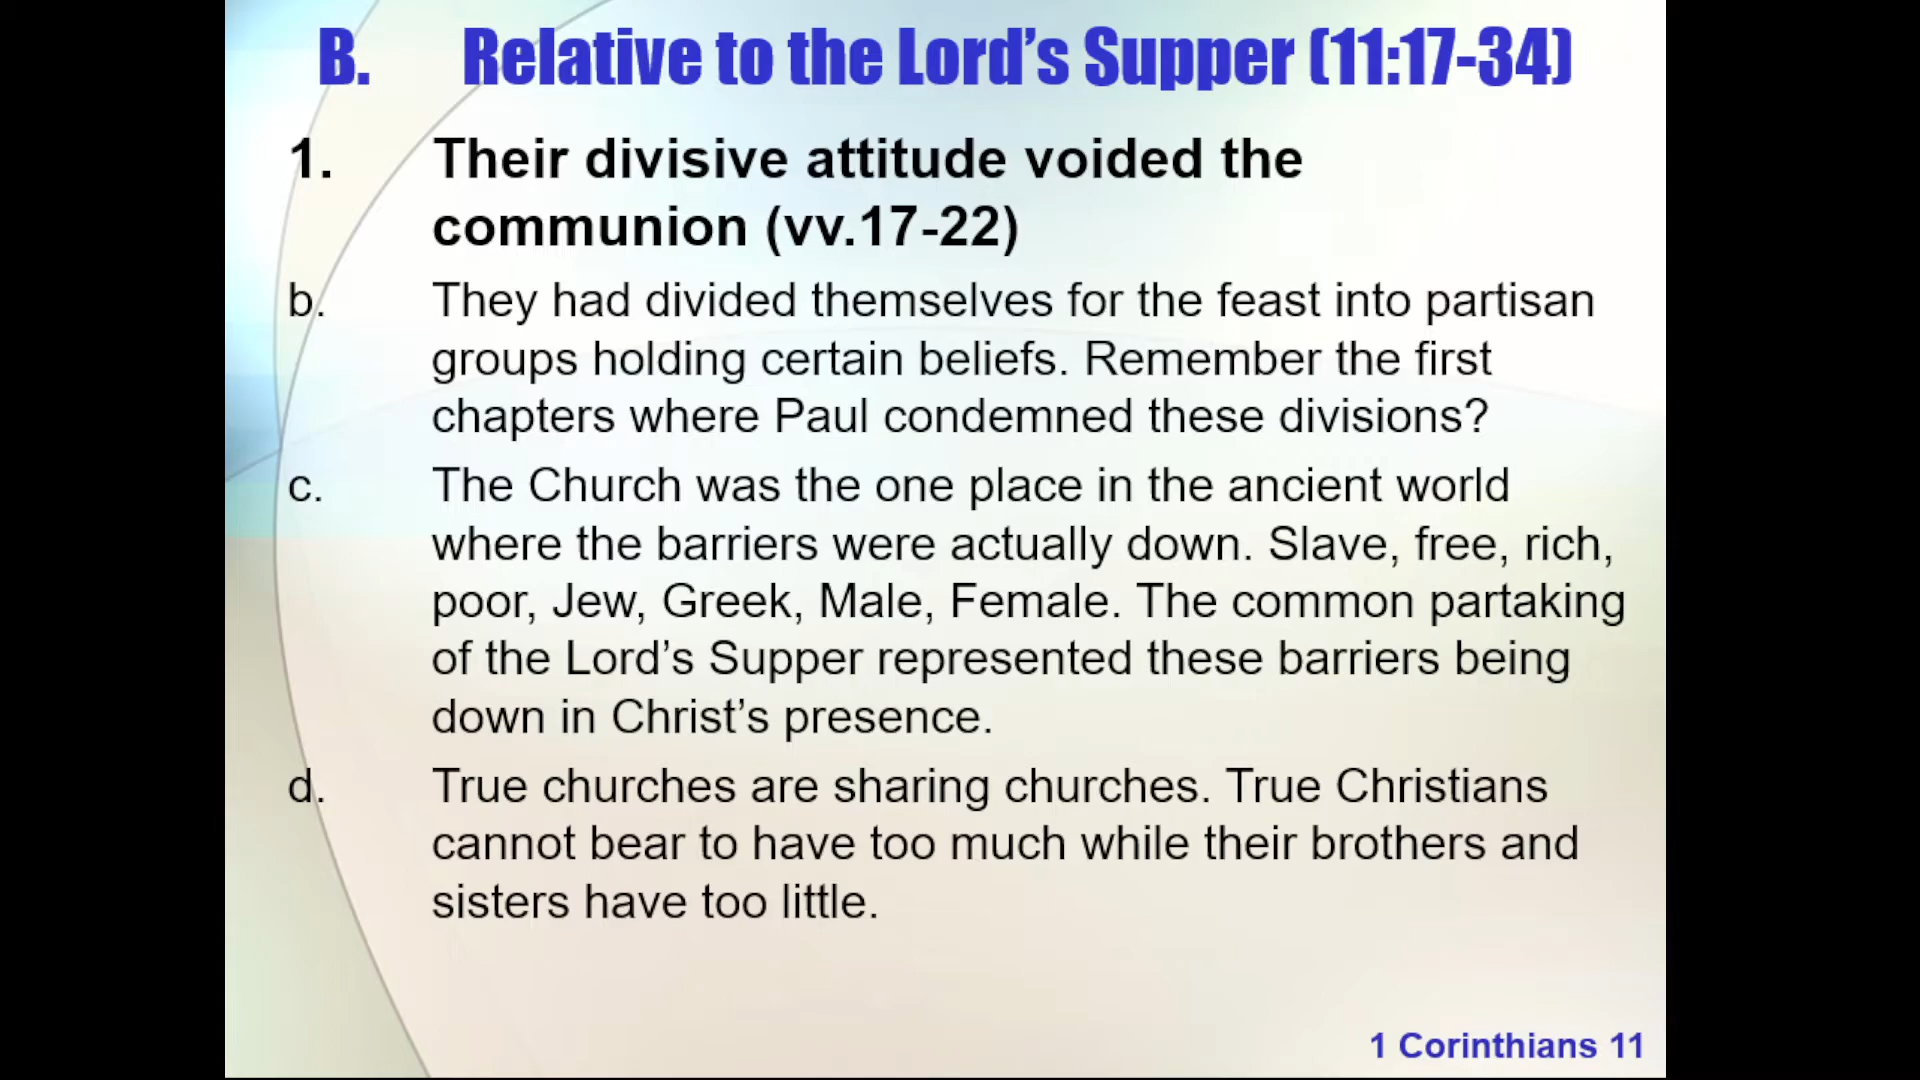 B. Relative to the Lord’s Supper (11:17-34)
1. Their divisive attitude voided the
communion (vv.17-22)
b. They had divided themselves for the feast into partisan
groups holding certain beliefs. Remember the first
chapters where Paul condemned these divisions?
c. The Church was the one place in the ancient world
where the barriers were actually down. Slave, free, rich,
poor, Jew, Greek, Male, Female. The common partaking
of the Lord’s Supper represented these barriers being
down in Christ’s presence.
d. True churches are sharing churches. True Christians
cannot bear to have too much while their brothers and
sisters have too little.
1 Corinthians 11